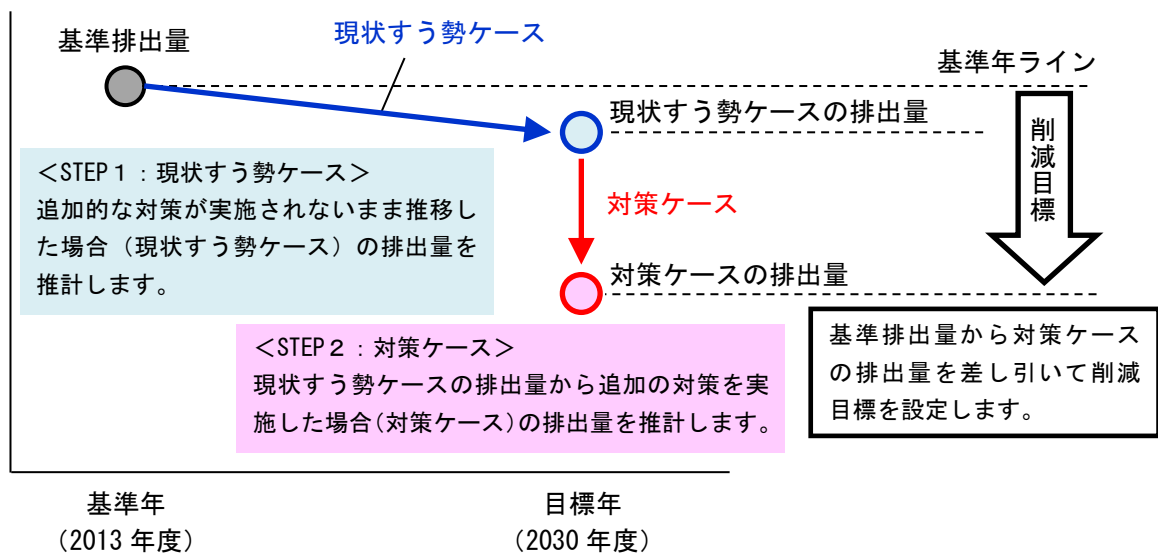 基準排出量
現状すう勢ケース
基準年ライン
現状すう勢ケースの排出量
削減目標
＜STEP１：現状すう勢ケース＞
追加的な対策が実施されないまま推移し
た場合（現状すう勢ケース）の排出量を
推計します。
対策ケース
対策ケースの排出量
＜STEP２：対策ケース＞
現状すう勢ケースの排出量から追加の対策を実
施した場合(対策ケース)の排出量を推計します。
基準排出量から対策ケース
の排出量を差し引いて削減
目標を設定します。
基準年
（2013 年度）
目標年
（2030 年度）